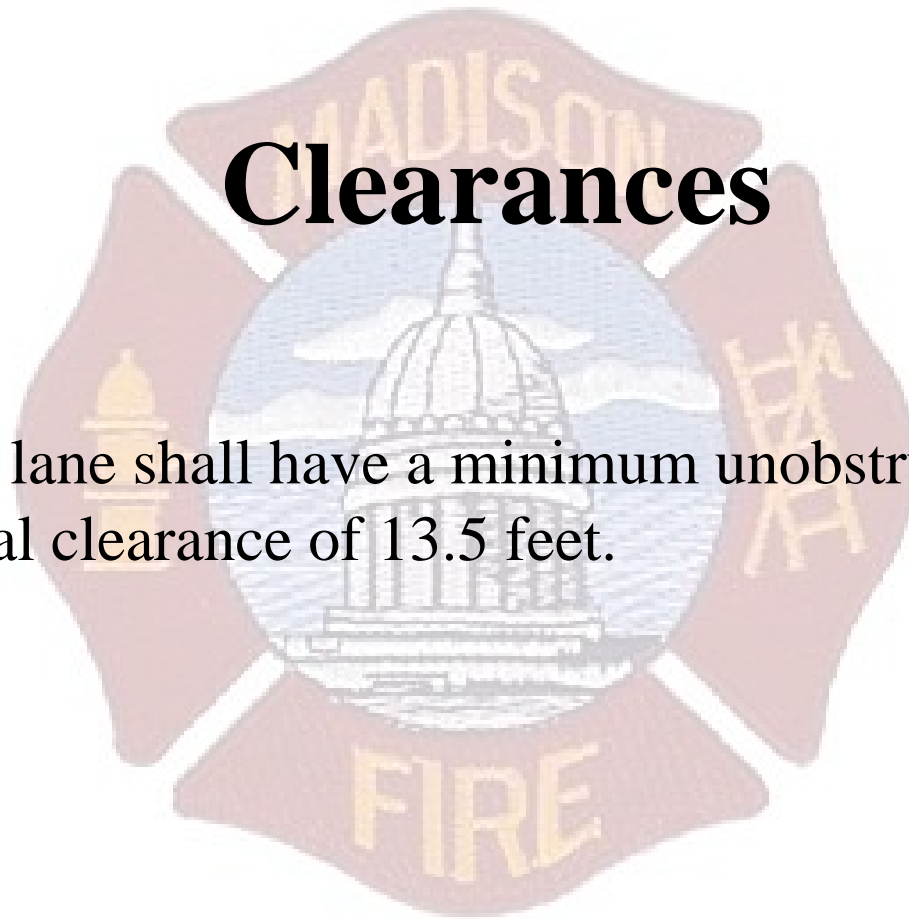 MADISON
Clearances
lane shall have a minimum unobstr
al clearance of 13.5 feet.
FIRE